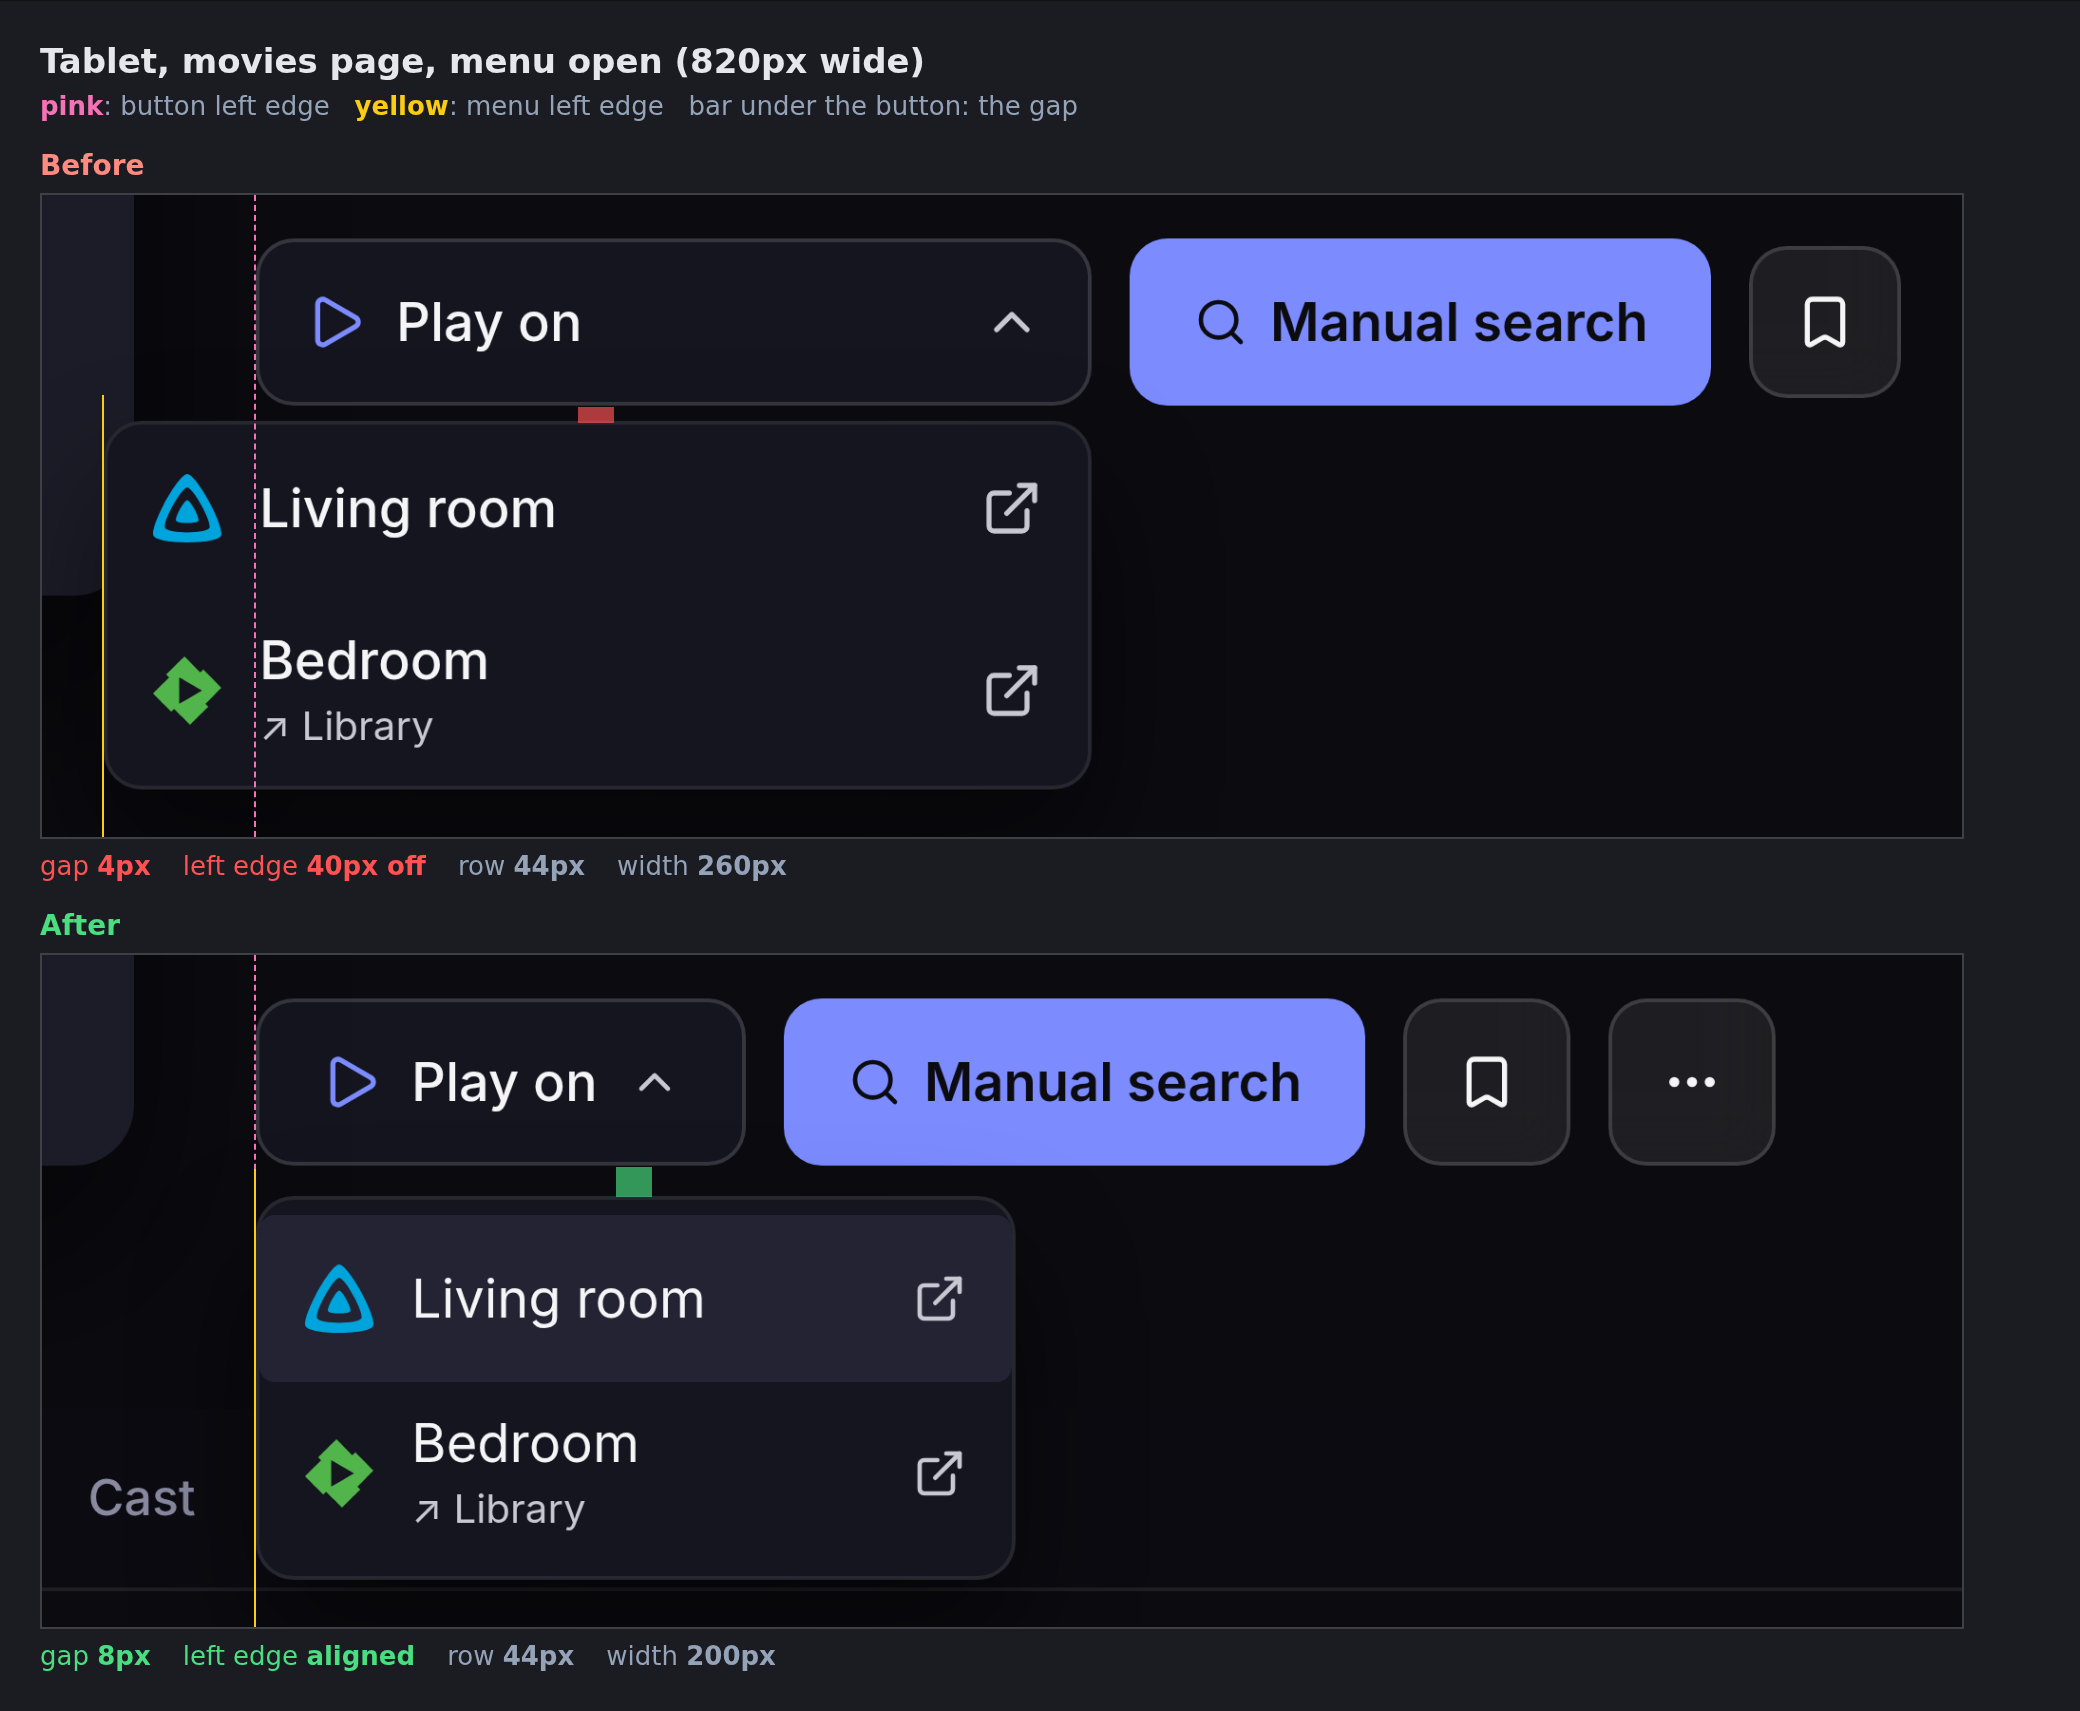 Tablet, movies page, menu open (820px wide)
pink: button left edge yellow: menu left edge bar under the button: the gap
Before
Play on Manual search
Living room
Bedroom
Library
gap 4px left edge 40px off row 44px width 260px
After
Play on Manual search
Living room
Bedroom
Library
Cast
gap 8px left edge aligned row 44px width 200px